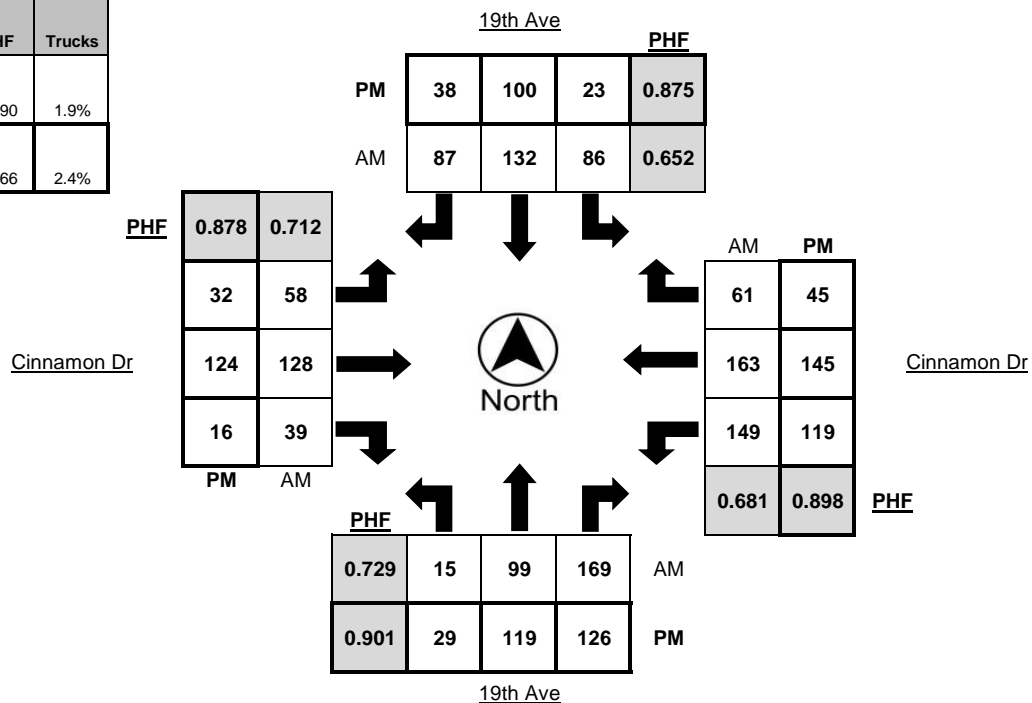 19th Ave
Trucks
PHF
PM 38 100 23 0.875
1.9%
AM 87 132 86 0.652
2.4%
PHF 0.878 0.712
AM PM
32 58
61 45
Cinnamon Dr 124 128
North
163 145 Cinnamon Dr
16 39
149 119
PM AM
0.681 0.898 PHF
PHF
0.729 15 99 169 AM
0.901 29 119 126 PM
19th Ave